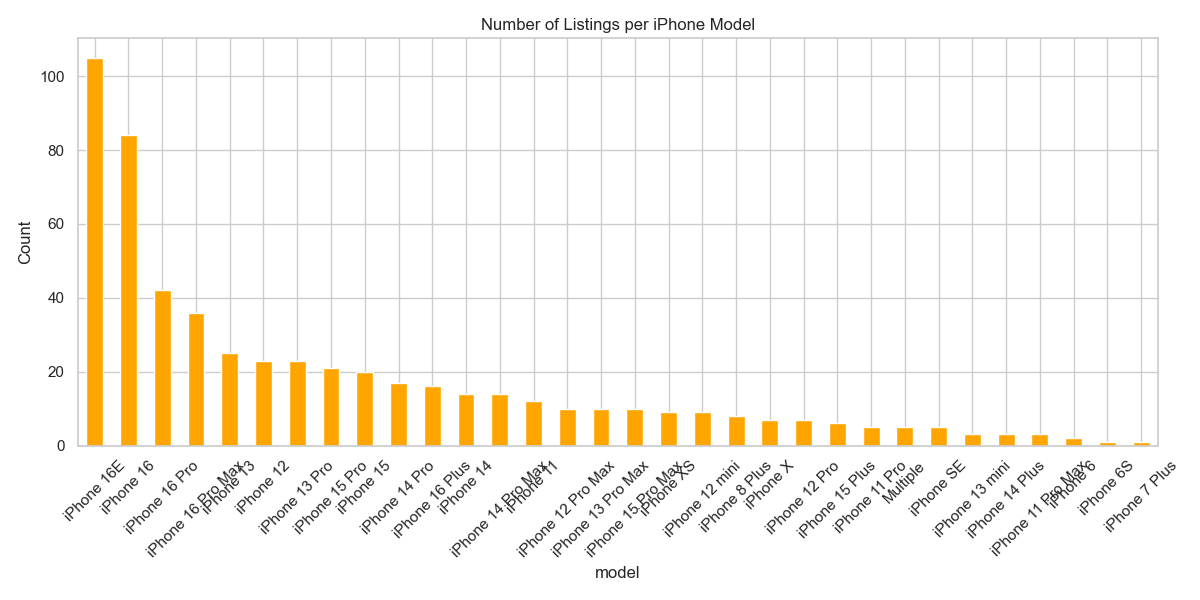 Number of Listings per iPhone Model
Count
100
80
60
40
20
0
iPhone 16E
iPhone 16
iPhone 16 Pro
iPhone 16 Pro Max
iPhone 13
iPhone 12
iPhone 13 Pro
iPhone 15 Pro
iPhone 15
iPhone 14 Pro
iPhone 16 Plus
iPhone 14
iPhone 14 Pro Max
iPhone 11
iPhone 12 Pro Max
iPhone 13 Pro Max
iPhone 15 Pro Max
iPhone XS
iPhone 12 mini
iPhone 8 Plus
iPhone X
iPhone 12 Pro
iPhone 15 Plus
iPhone 11 Pro
Multiple
iPhone SE
iPhone 13 mini
iPhone 14 Plus
iPhone 11 Pro Max
iPhone 6
iPhone 6S
iPhone 7 Plus
model